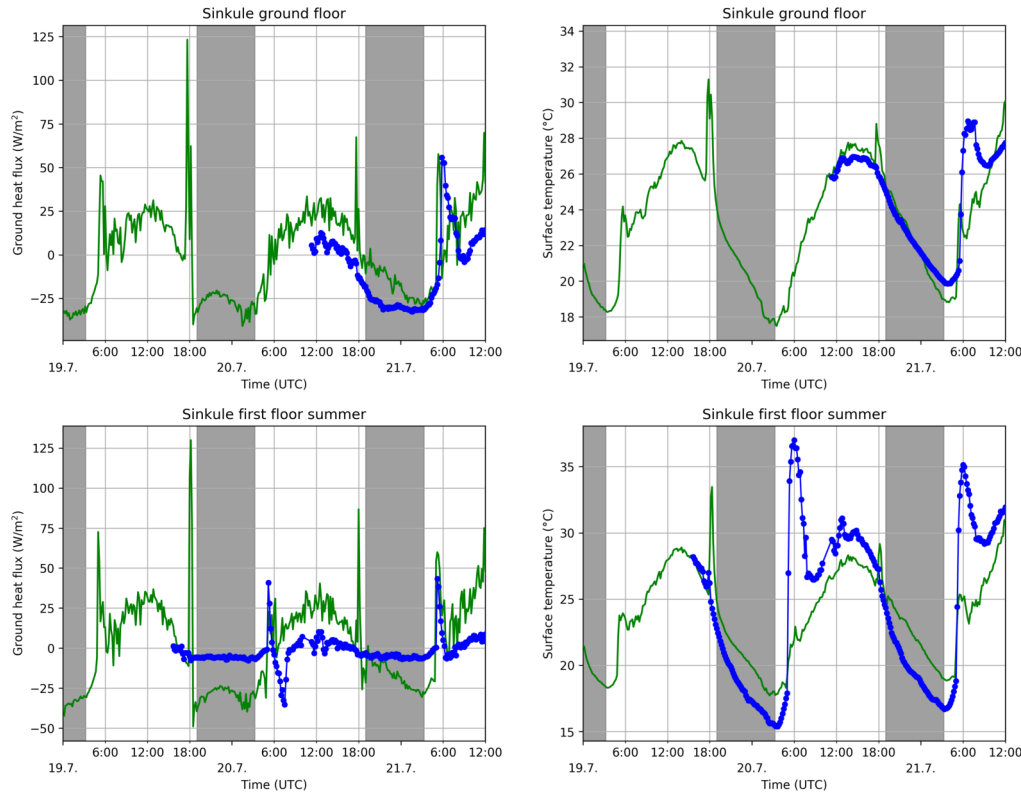 Sinkule ground floor
Ground heat flux (W/m²)
125
100
75
50
25
0
−25
6:00 12:00 18:00 6:00 12:00 18:00 6:00 12:00
19.7. 20.7. 21.7.
Time (UTC)
Sinkule ground floor
Surface temperature (°C)
34
32
30
28
26
24
22
20
18
6:00 12:00 18:00 6:00 12:00 18:00 6:00 12:00
19.7. 20.7. 21.7.
Time (UTC)
Sinkule first floor summer
Ground heat flux (W/m²)
125
100
75
50
25
0
−25
−50
6:00 12:00 18:00 6:00 12:00 18:00 6:00 12:00
19.7. 20.7. 21.7.
Time (UTC)
Sinkule first floor summer
Surface temperature (°C)
35
30
25
20
15
6:00 12:00 18:00 6:00 12:00 18:00 6:00 12:00
19.7. 20.7. 21.7.
Time (UTC)